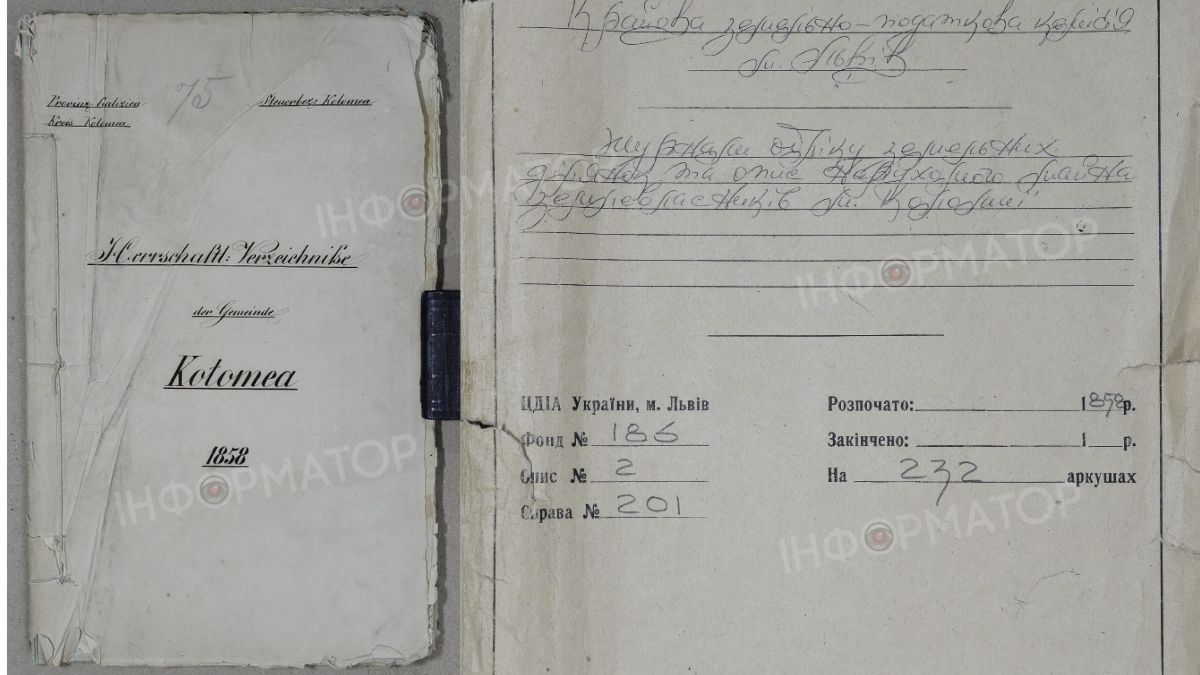 75
Provinz: Galizien
Kreis Kolomea
Steuerbez: Kolomea
Herrschaftl: Verzeichniße
der Gemeinde
Kolomea
1858
Крайова земельно-податкова комісія
м. Львів
Журнали обліку земельних
ділянок та опис нерухомого майна
землевласників м. Коломиї
ЦДІА України, м. Львів
Фонд № 186
Опис № 2
Справа № 201
Розпочато: 1858р.
Закінчено: 1 р.
На 232 аркушах
ІНФОРМАТОР
ІНФОРМАТОР
ІНФОРМАТОР
ІНФОРМАТОР